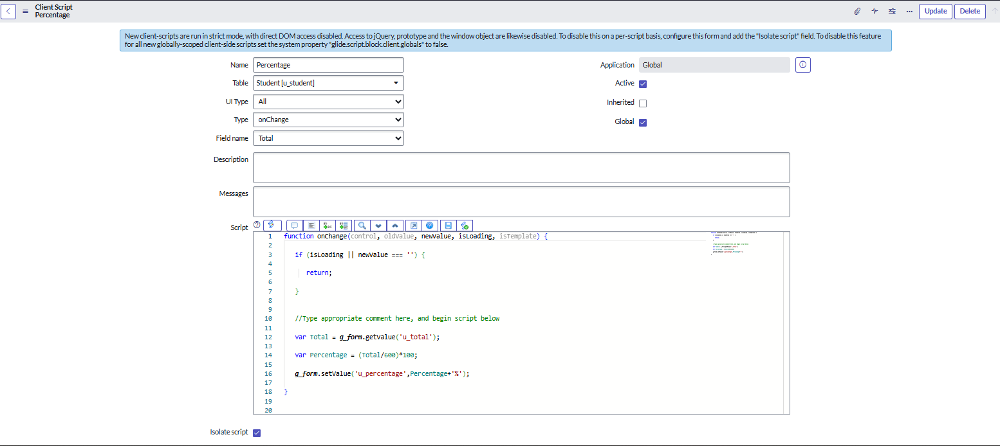 Client Script
Percentage
Update
Delete
New client-scripts are run in strict mode, with direct DOM access disabled. Access to jQuery, prototype and the window object are likewise disabled. To disable this on a per-script basis, configure this form and add the "Isolate script" field. To disable this feature
for all new globally-scoped client-side scripts set the system property "glide.script.block.client.globals" to false.
Name Percentage Application Global
Table Student [u_student] Active
UI Type All Inherited
Type onChange Global
Field name Total
Description
Messages
Script
1 function onChange(control, oldValue, newValue, isLoading, isTemplate) {
2
3 if (isLoading || newValue === '') {
4
5 return;
6
7 }
8
9
10 //Type appropriate comment here, and begin script below
11
12 var Total = g_form.getValue('u_total');
13
14 var Percentage = (Total/600)*100;
15
16 g_form.setValue('u_percentage',Percentage+'%');
17
18 }
19
20
Isolate script